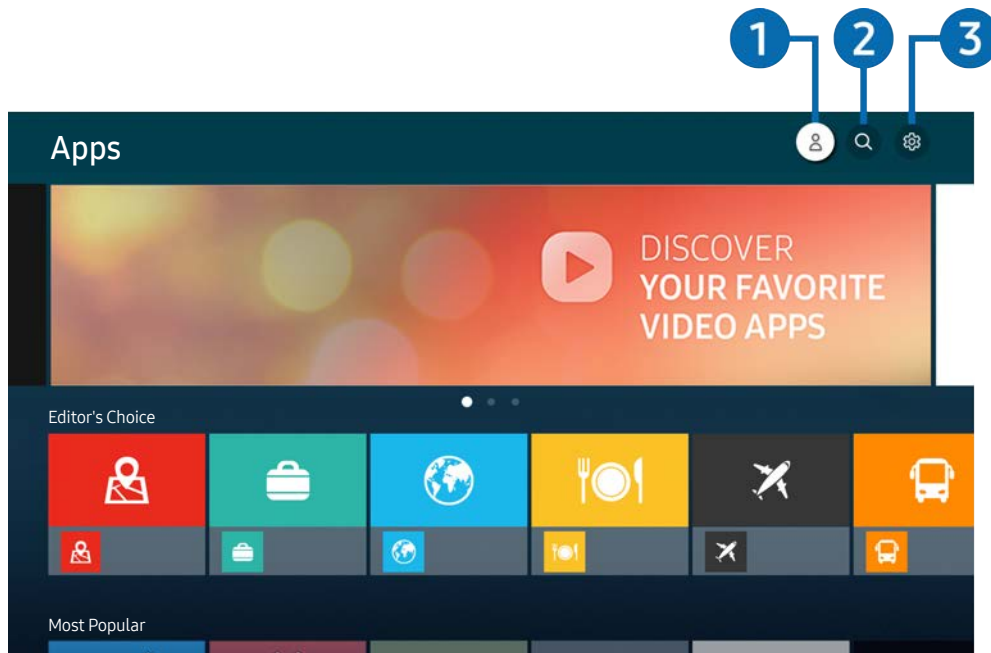 1 2 3
Apps
DISCOVER
YOUR FAVORITE
VIDEO APPS
Editor's Choice
Most Popular